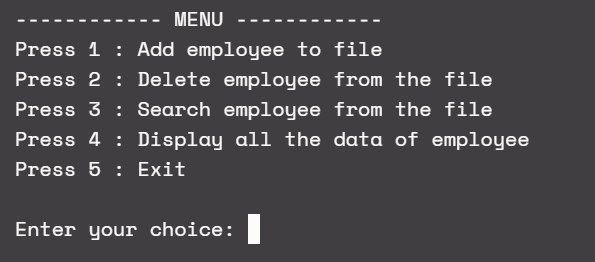 ------------ MENU ------------
Press 1 : Add employee to file
Press 2 : Delete employee from the file
Press 3 : Search employee from the file
Press 4 : Display all the data of employee
Press 5 : Exit
Enter your choice: